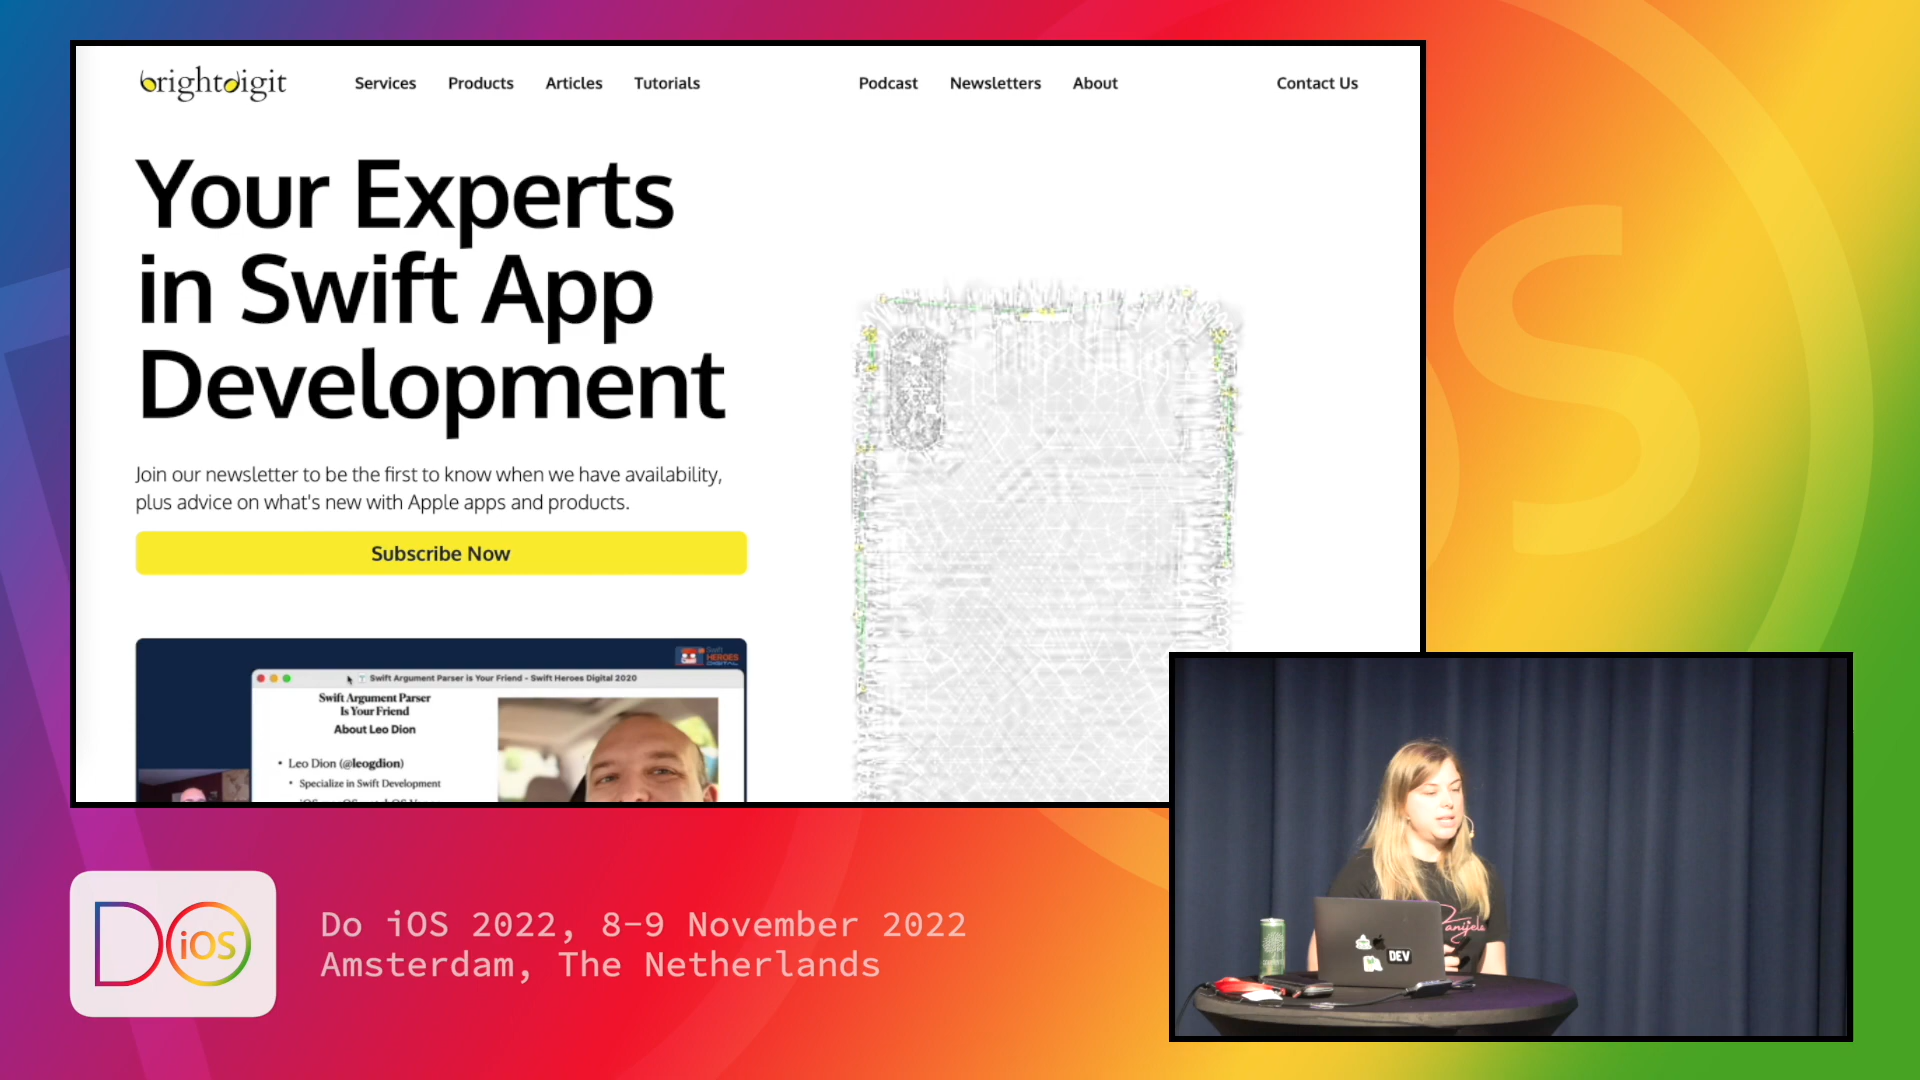 brightdigit
Services Products Articles Tutorials Podcast Newsletters About Contact Us
Your Experts
in Swift App
Development
Join our newsletter to be the first to know when we have availability,
plus advice on what's new with Apple apps and products.
Subscribe Now
Swift
HEROES
DIGITAL
Swift Argument Parser is Your Friend - Swift Heroes Digital 2020
Swift Argument Parser
Is Your Friend
About Leo Dion
• Leo Dion (@leogdion)
• Specialize in Swift Development
DO iOS
Do iOS 2022, 8-9 November 2022
Amsterdam, The Netherlands
Danijela
DEV